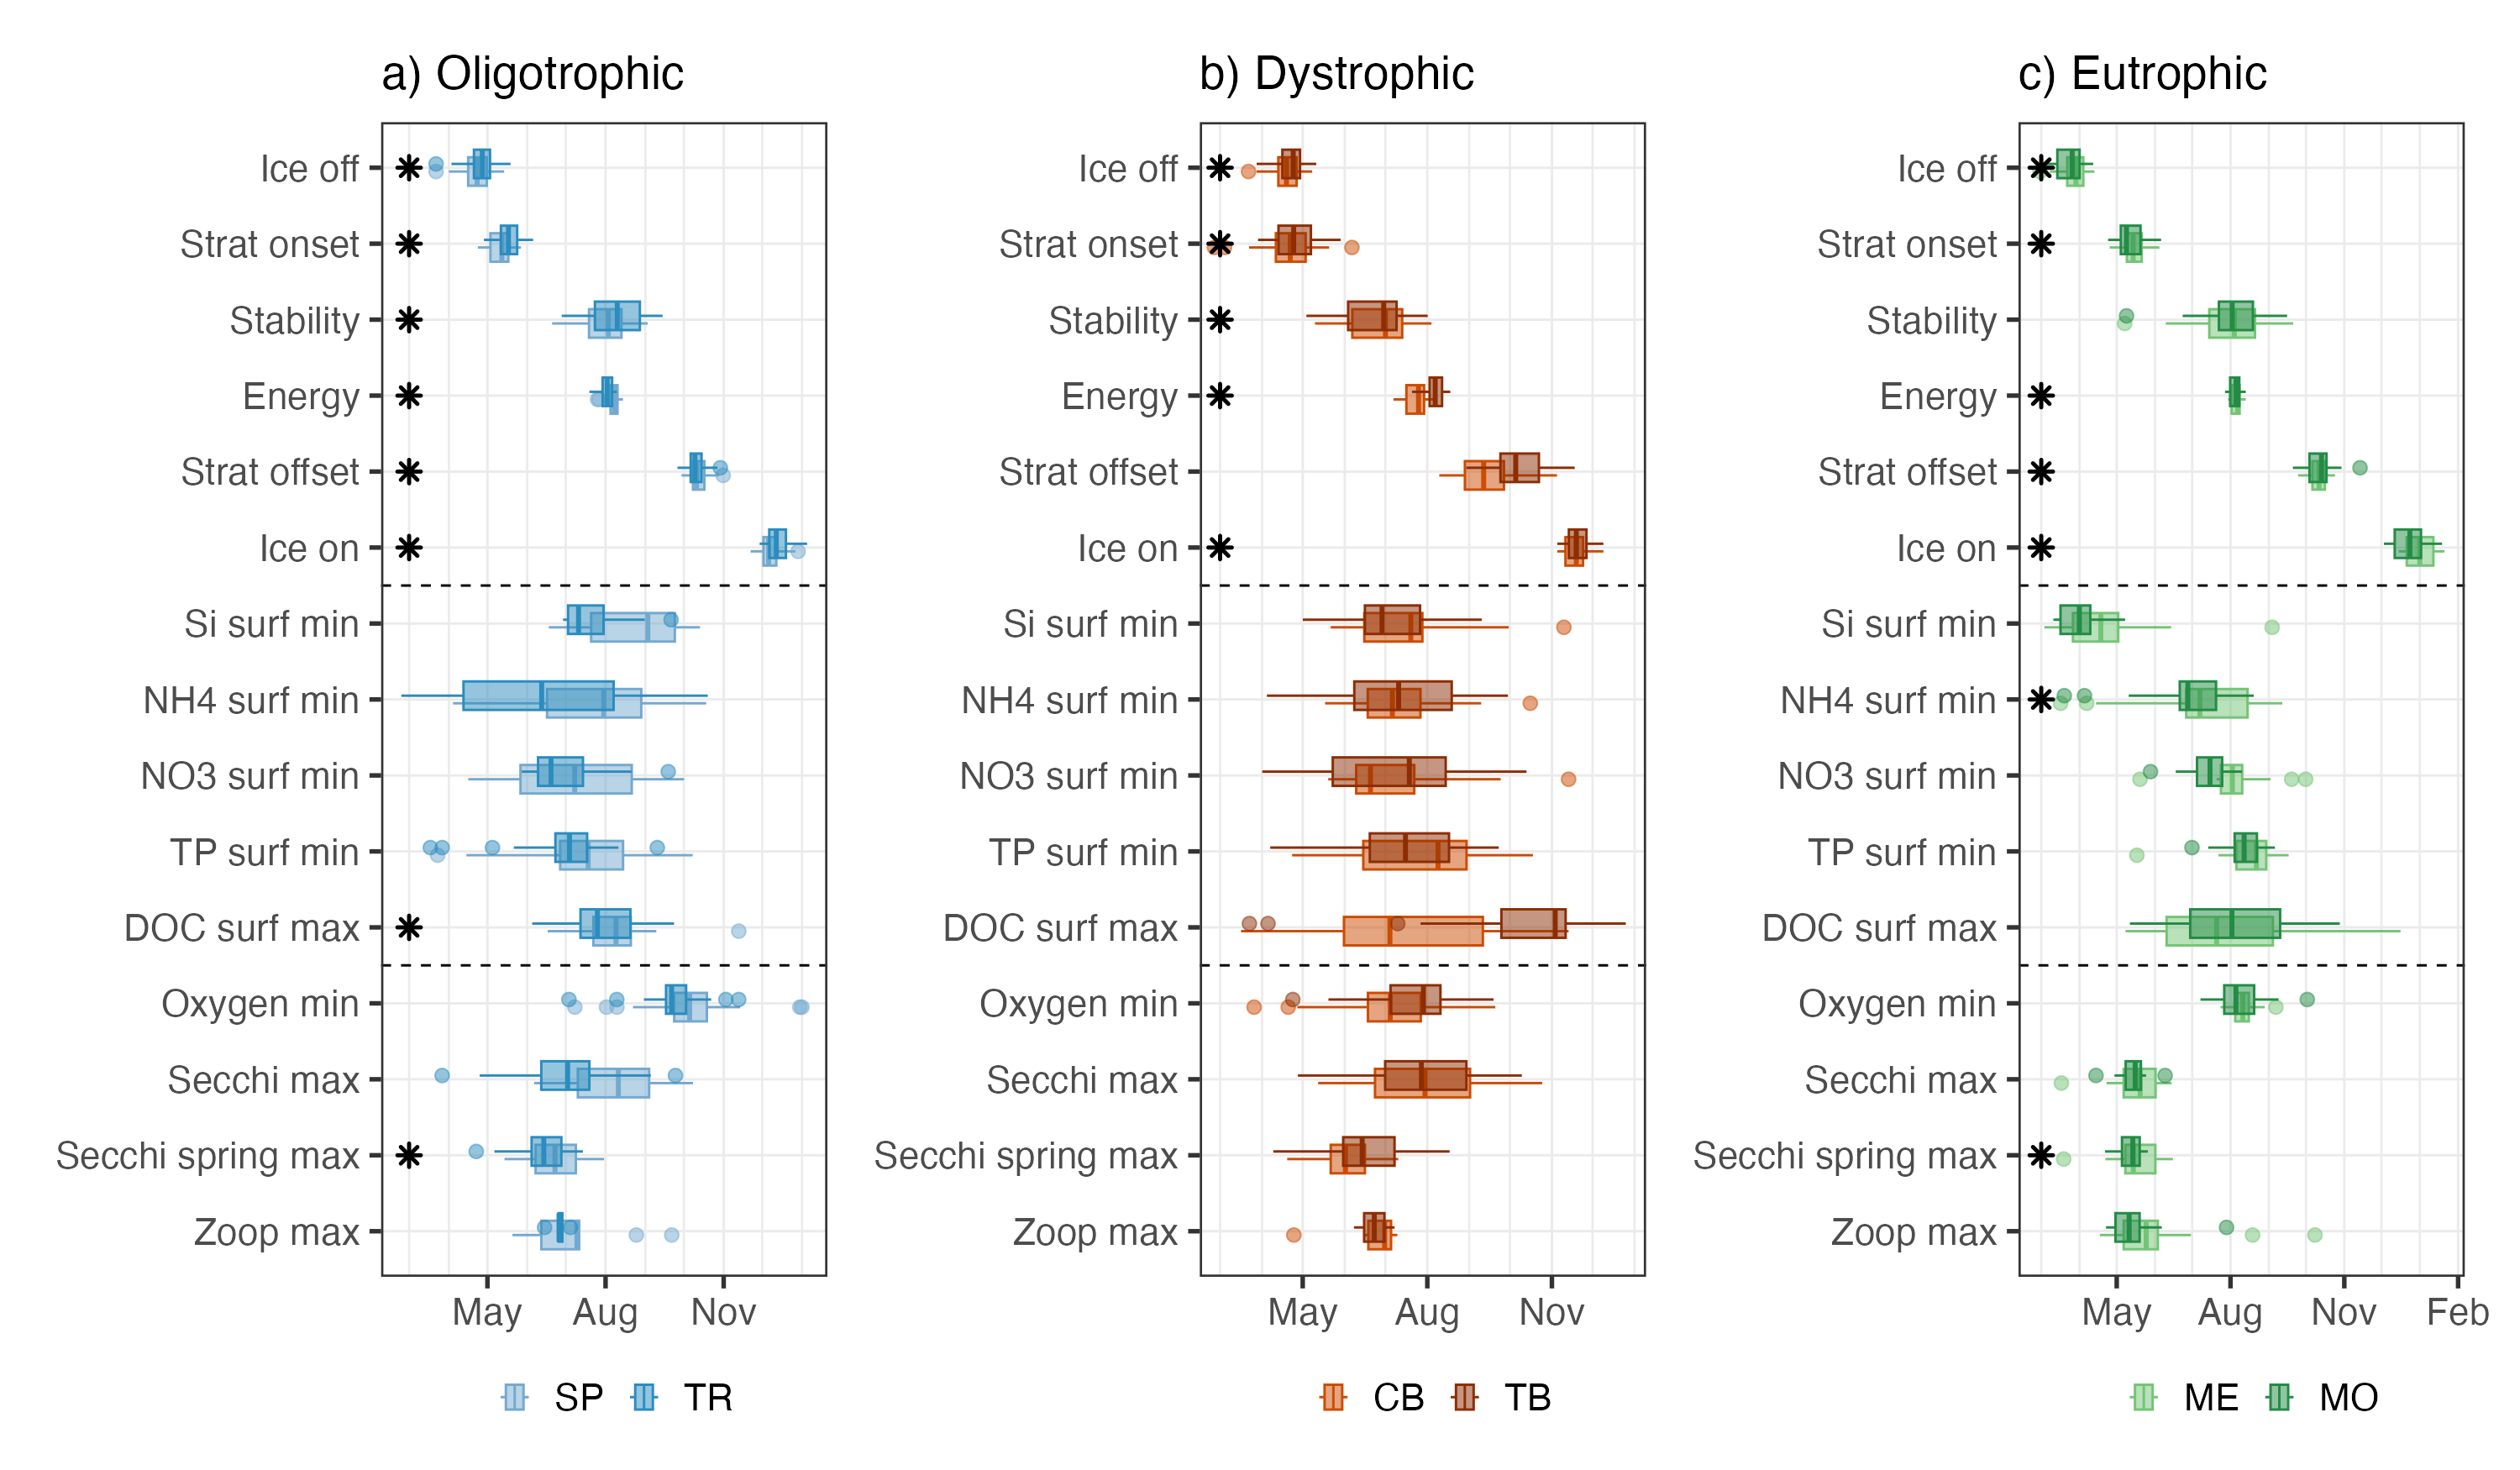 a) Oligotrophic
Ice off
Strat onset
Stability
Energy
Strat offset
Ice on
Si surf min
NH4 surf min
NO3 surf min
TP surf min
DOC surf max
Oxygen min
Secchi max
Secchi spring max
Zoop max
May Aug Nov
SP TR
b) Dystrophic
Ice off
Strat onset
Stability
Energy
Strat offset
Ice on
Si surf min
NH4 surf min
NO3 surf min
TP surf min
DOC surf max
Oxygen min
Secchi max
Secchi spring max
Zoop max
May Aug Nov
CB TB
c) Eutrophic
Ice off
Strat onset
Stability
Energy
Strat offset
Ice on
Si surf min
NH4 surf min
NO3 surf min
TP surf min
DOC surf max
Oxygen min
Secchi max
Secchi spring max
Zoop max
May Aug Nov Feb
ME MO